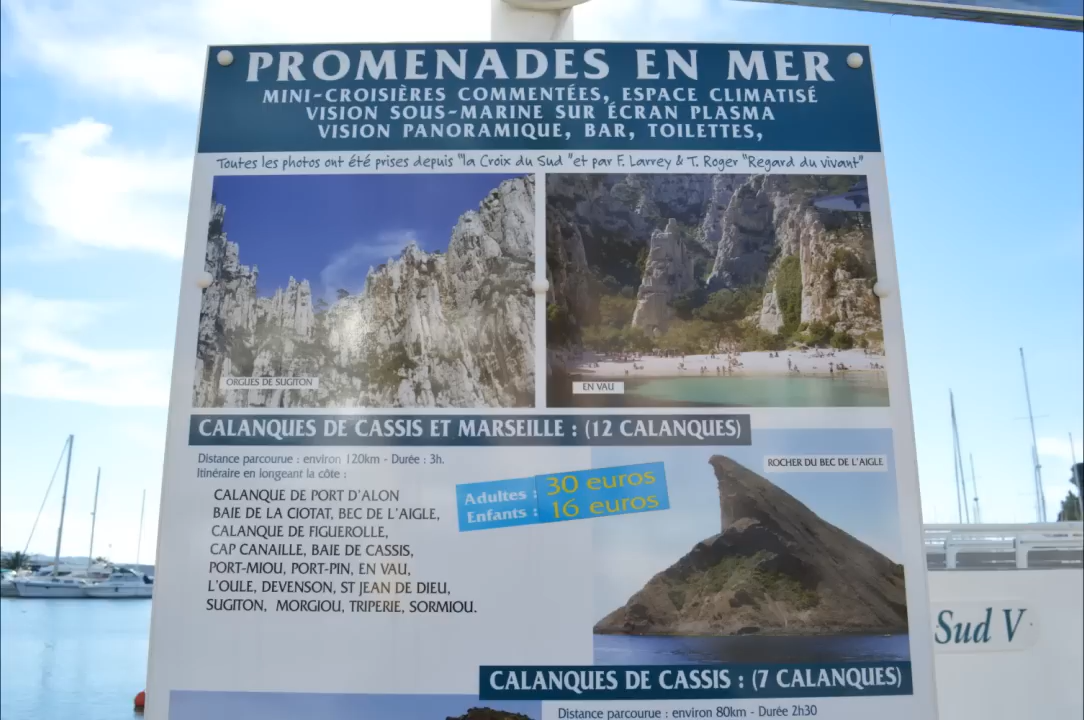 PROMENADES EN MER
MINI-CROISIÈRES COMMENTÉES, ESPACE CLIMATISÉ
VISION SOUS-MARINE SUR ÉCRAN PLASMA
VISION PANORAMIQUE, BAR, TOILETTES,
Toutes les photos ont été prises depuis "la Croix du Sud "et par F. Larrey & T. Roger "Regard du vivant"
ORGUES DE SUGITON
EN VAU
CALANQUES DE CASSIS ET MARSEILLE : (12 CALANQUES)
Distance parcourue : environ 120km - Durée : 3h.
Itinéraire en longeant la côte :
CALANQUE DE PORT D'ALON
BAIE DE LA CIOTAT, BEC DE L'AIGLE,
CALANQUE DE FIGUEROLLE,
CAP CANAILLE, BAIE DE CASSIS,
PORT-MIOU, PORT-PIN, EN VAU,
L'OULE, DEVENSON, ST JEAN DE DIEU,
SUGITON, MORGIOU, TRIPERIE, SORMIOU.
Adultes : 30 euros
Enfants : 16 euros
ROCHER DU BEC DE L'AIGLE
CALANQUES DE CASSIS : (7 CALANQUES)
Distance parcourue : environ 80km - Durée 2h30
Sud V